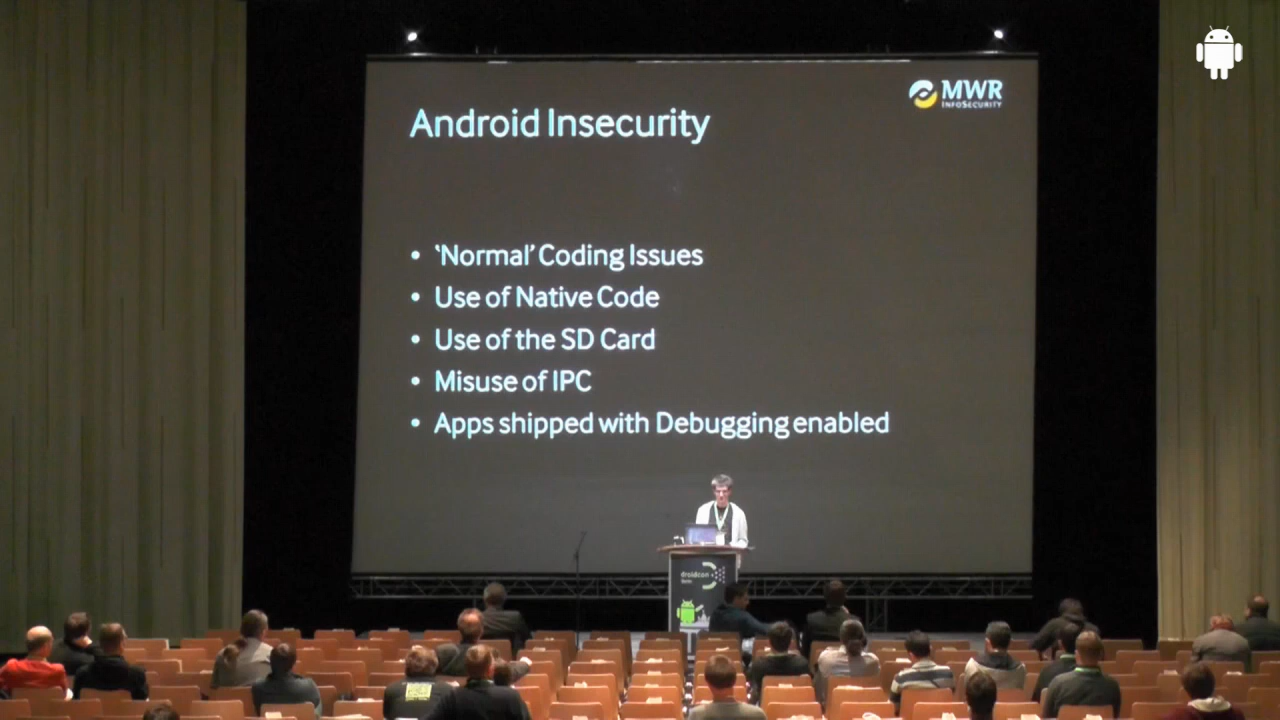 MWR
INFOSECURITY
Android Insecurity
• ‘Normal’ Coding Issues
• Use of Native Code
• Use of the SD Card
• Misuse of IPC
• Apps shipped with Debugging enabled
droidcon